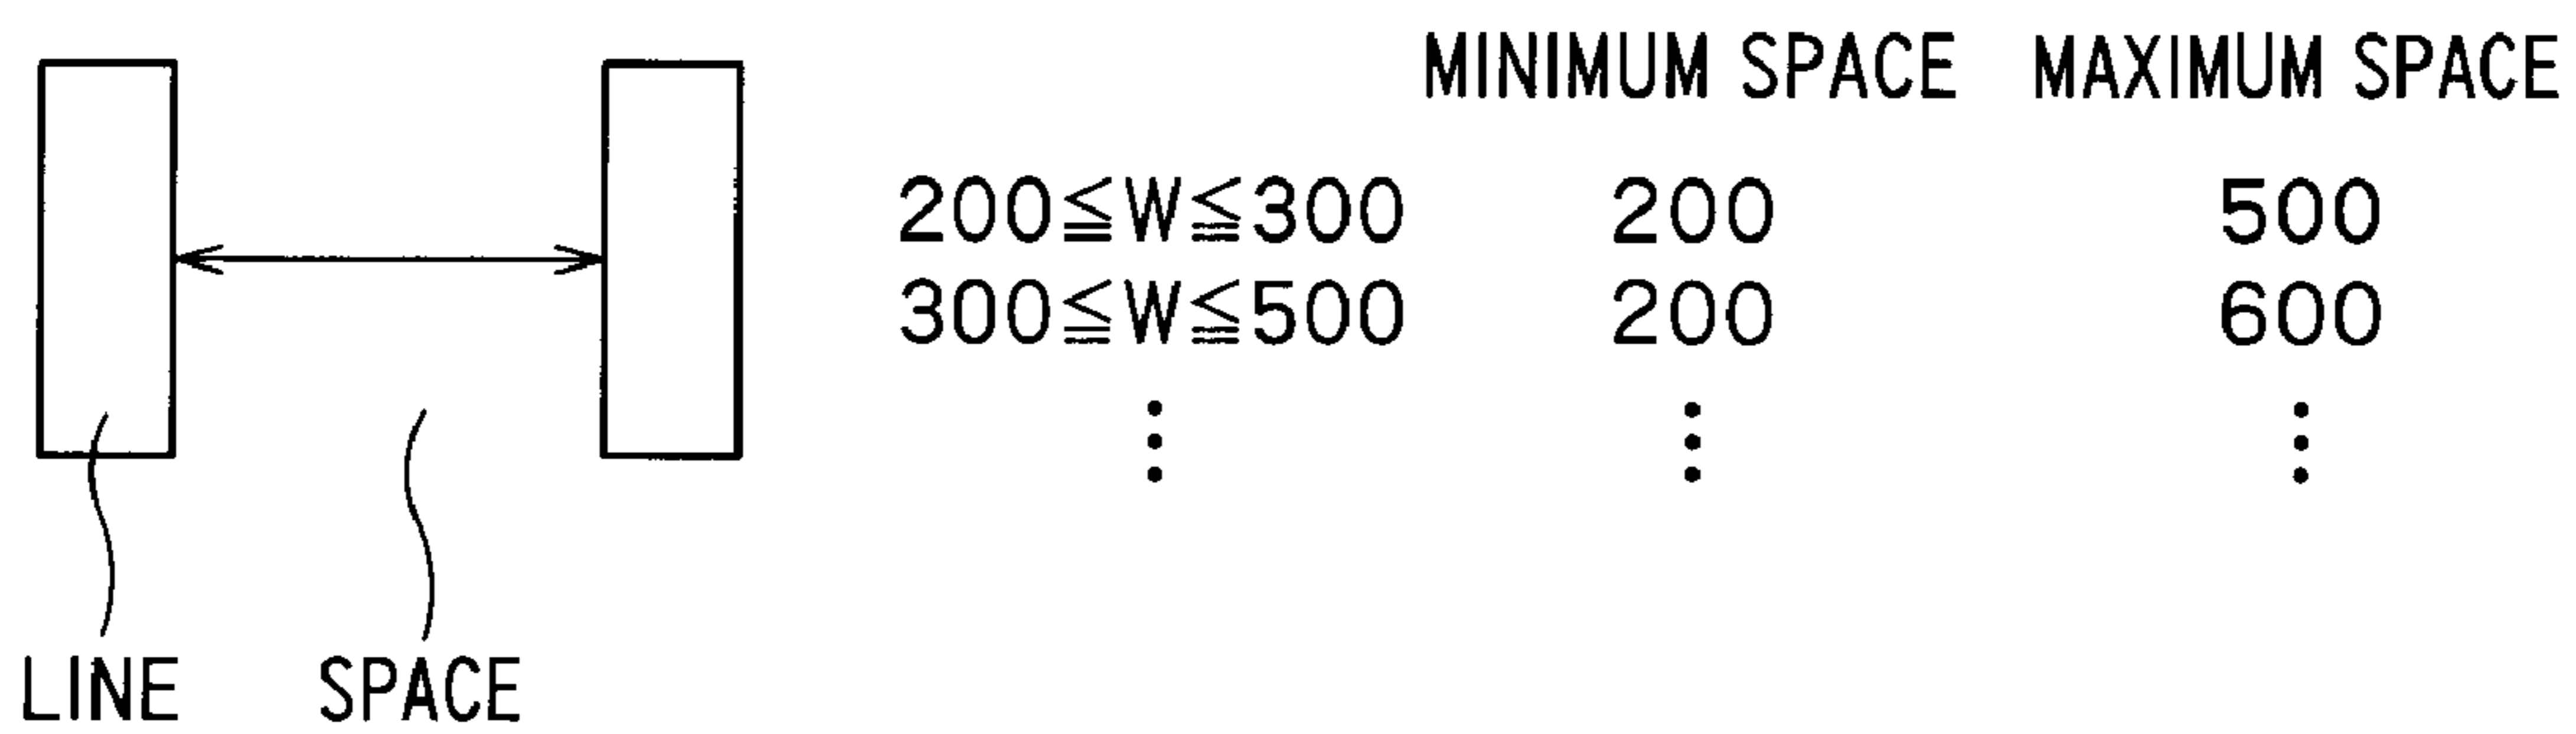 MINIMUM SPACE MAXIMUM SPACE
200≦W≦300 200 500
300≦W≦500 200 600
⋮ ⋮ ⋮
LINE SPACE